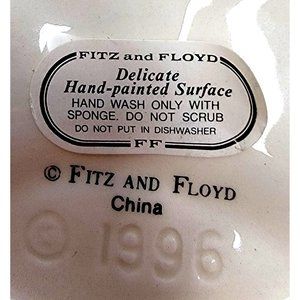 FITZ and FLOYD
Delicate
Hand-painted Surface
HAND WASH ONLY WITH
SPONGE. DO NOT SCRUB
DO NOT PUT IN DISHWASHER
FF
© FITZ AND FLOYD
China
© 1996